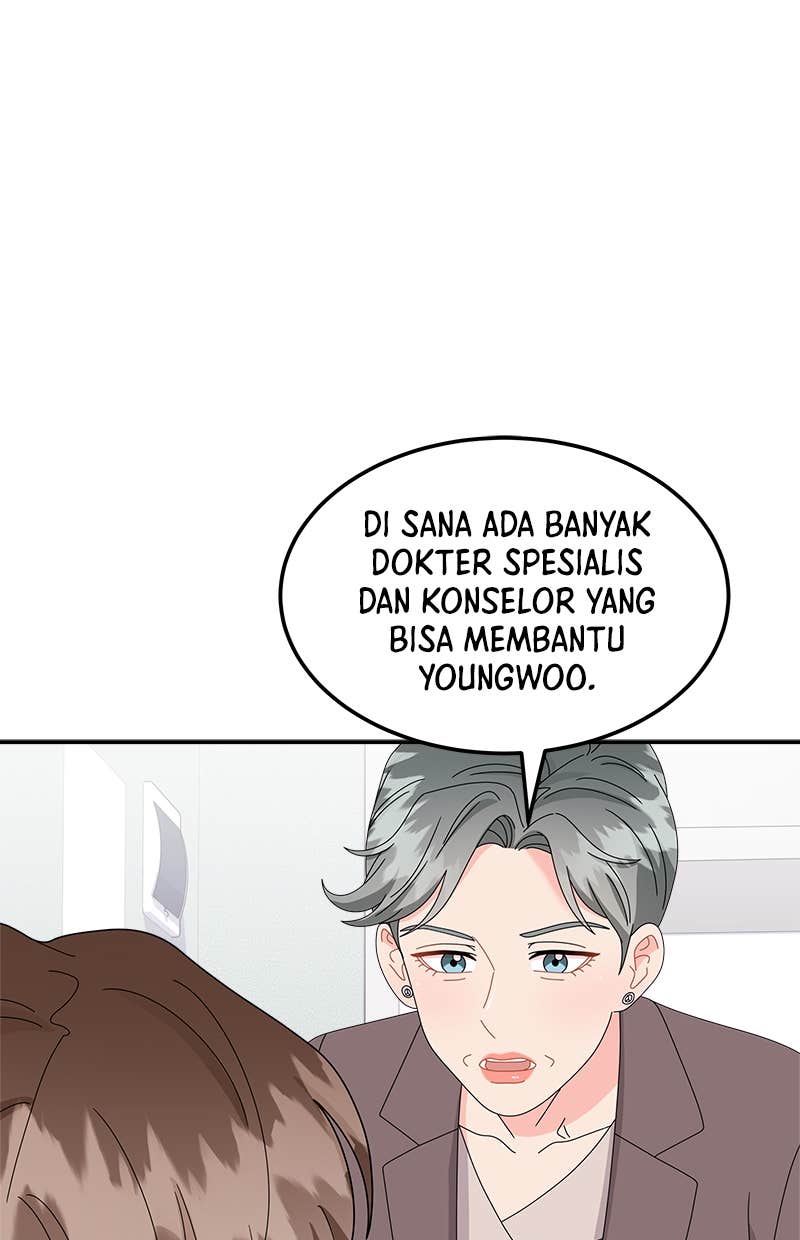 DI SANA ADA BANYAK
DOKTER SPESIALIS
DAN KONSELOR YANG
BISA MEMBANTU
YOUNGWOO.